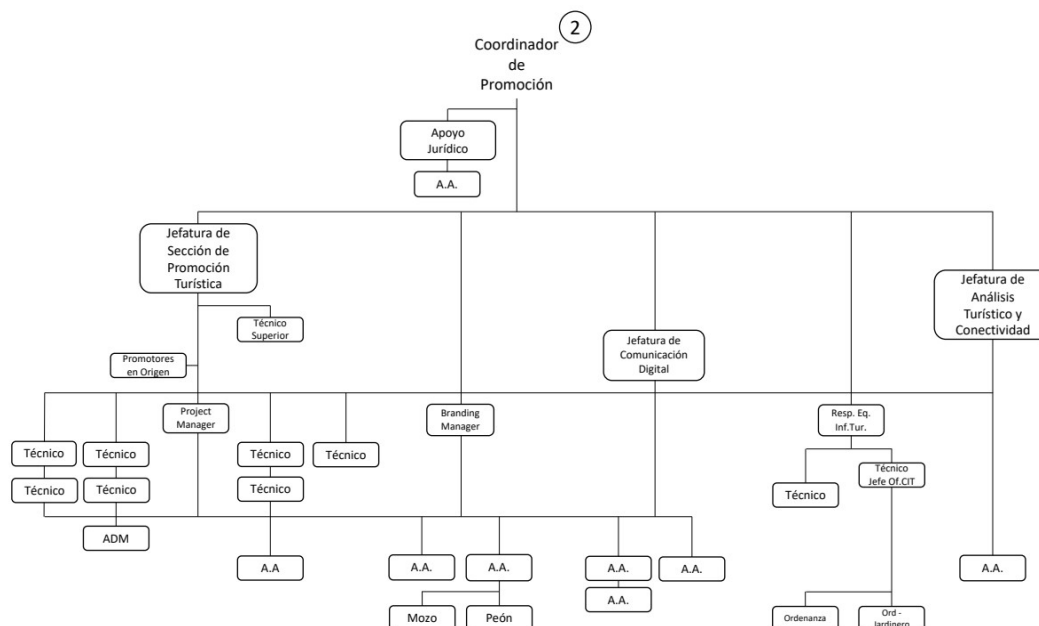 2
Coordinador
de
Promoción
Apoyo
Jurídico
A.A.
Jefatura de
Sección de
Promoción
Turística
Jefatura de
Análisis
Turístico y
Conectividad
Técnico
Superior
Jefatura de
Comunicación
Digital
Promotores
en Origen
Project
Manager
Branding
Manager
Resp. Eq.
Inf.Tur.
Técnico
Técnico
Técnico
Técnico
Técnico
Jefe Of.CIT
Técnico
Técnico
Técnico
Técnico
ADM
A.A
A.A.
A.A.
A.A.
A.A.
A.A.
A.A.
Mozo
Peón
Ordenanza
Ord -
Jardinero